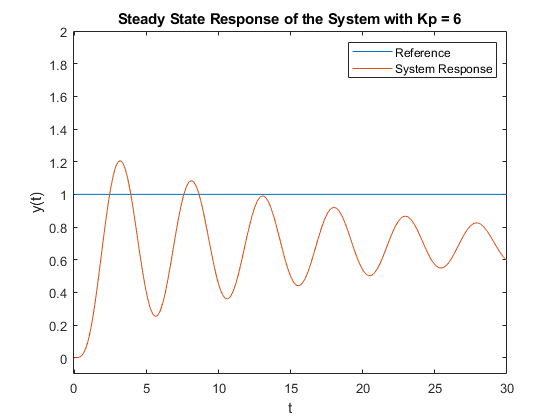 Steady State Response of the System with Kp = 6
Reference
System Response
y(t)
2
1.8
1.6
1.4
1.2
1
0.8
0.6
0.4
0.2
0
0 5 10 15 20 25 30
t